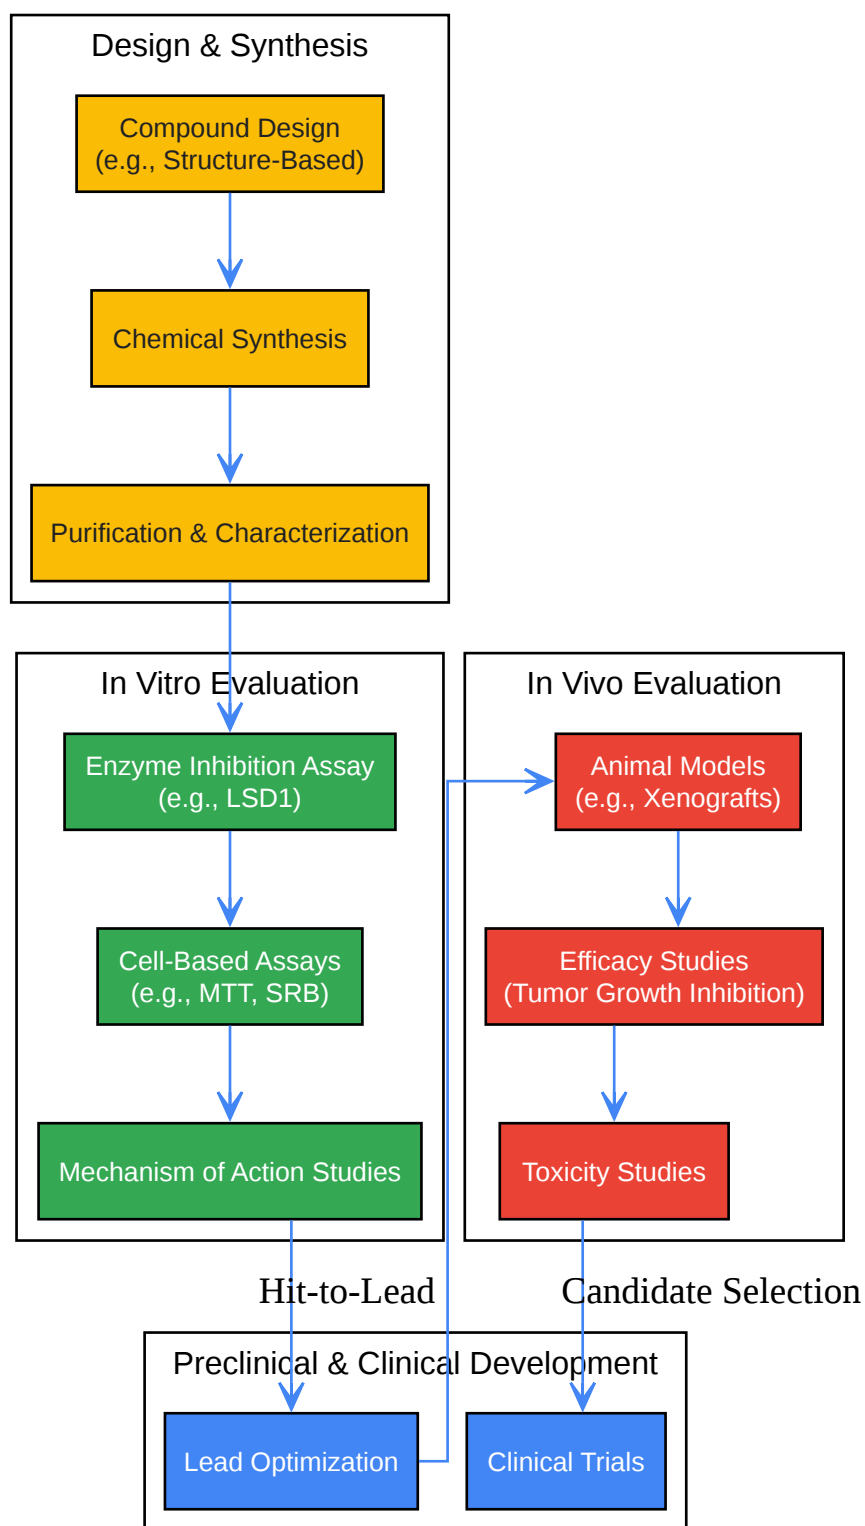 Design & Synthesis
Compound Design
(e.g., Structure-Based)
Chemical Synthesis
Purification & Characterization
In Vitro Evaluation
Enzyme Inhibition Assay
(e.g., LSD1)
Cell-Based Assays
(e.g., MTT, SRB)
Mechanism of Action Studies
In Vivo Evaluation
Animal Models
(e.g., Xenografts)
Efficacy Studies
(Tumor Growth Inhibition)
Toxicity Studies
Hit-to-Lead
Candidate Selection
Preclinical & Clinical Development
Lead Optimization
Clinical Trials